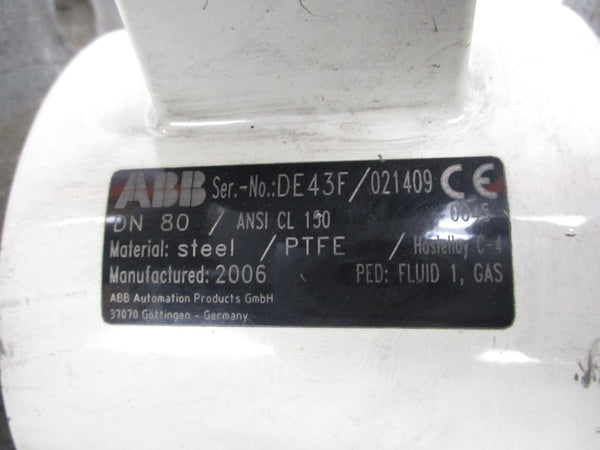 ABB Ser.-No.:DE43F/021409 CE
DN 80 / ANSI CL 150
Material: steel / PTFE / Hastelloy C-4
Manufactured: 2006 PED: FLUID 1, GAS
ABB Automation Products GmbH
37070 Göttingen - Germany